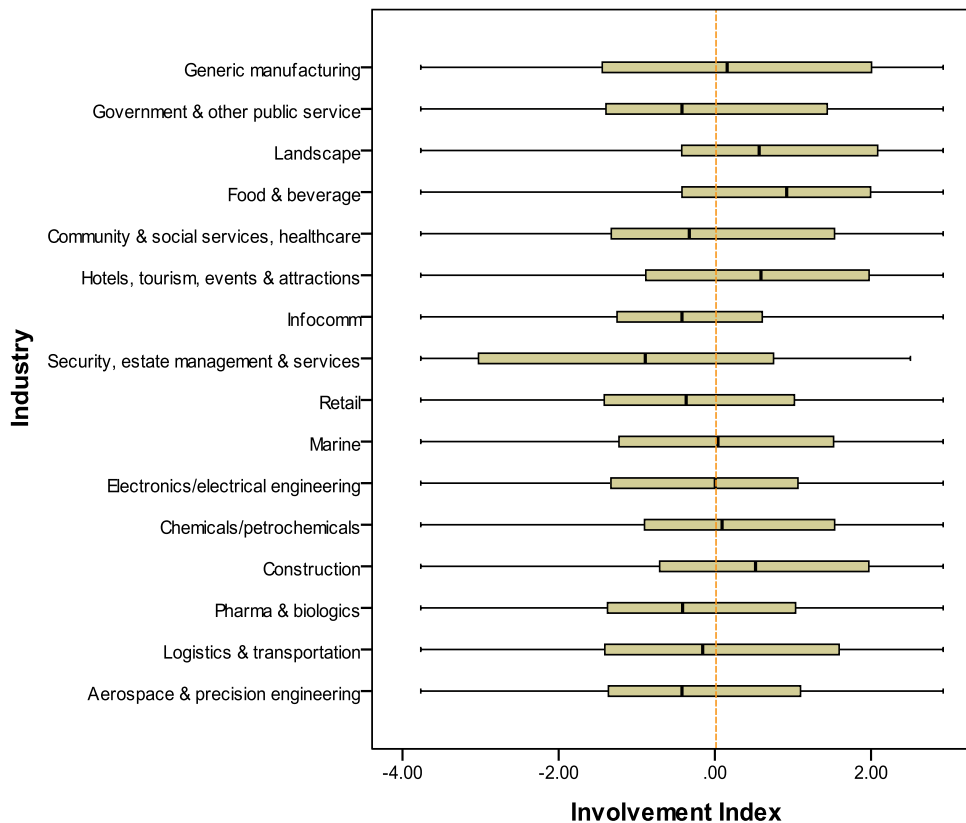 Generic manufacturing
Government & other public service
Landscape
Food & beverage
Community & social services, healthcare
Hotels, tourism, events & attractions
Infocomm
Security, estate management & services
Retail
Marine
Electronics/electrical engineering
Chemicals/petrochemicals
Construction
Pharma & biologics
Logistics & transportation
Aerospace & precision engineering
Industry
-4.00 -2.00 .00 2.00
Involvement Index